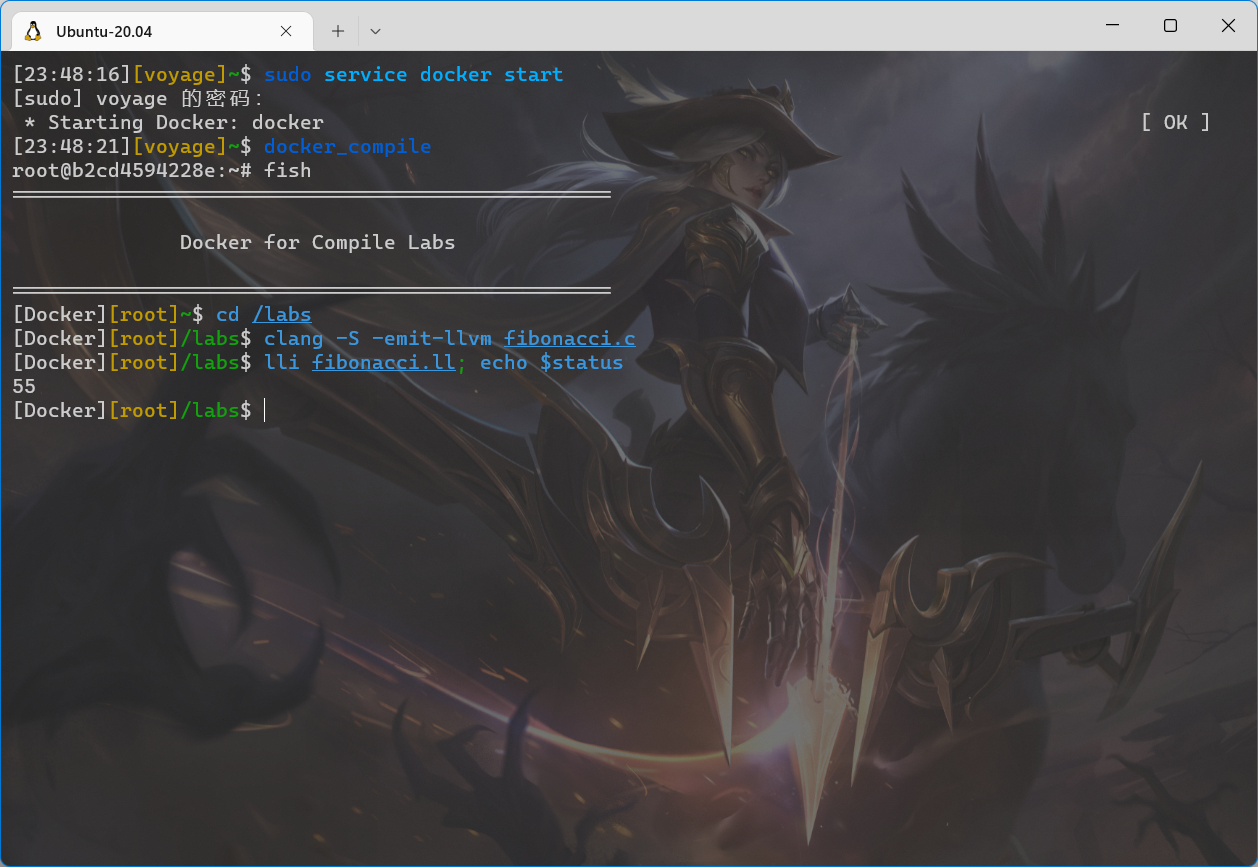 Ubuntu-20.04
[23:48:16][voyage]~$ sudo service docker start
[sudo] voyage 的密码：
 * Starting Docker: docker [ OK ]
[23:48:21][voyage]~$ docker_compile
root@b2cd4594228e:~# fish
Docker for Compile Labs
[Docker][root]~$ cd /labs
[Docker][root]/labs$ clang -S -emit-llvm fibonacci.c
[Docker][root]/labs$ lli fibonacci.ll; echo $status
55
[Docker][root]/labs$